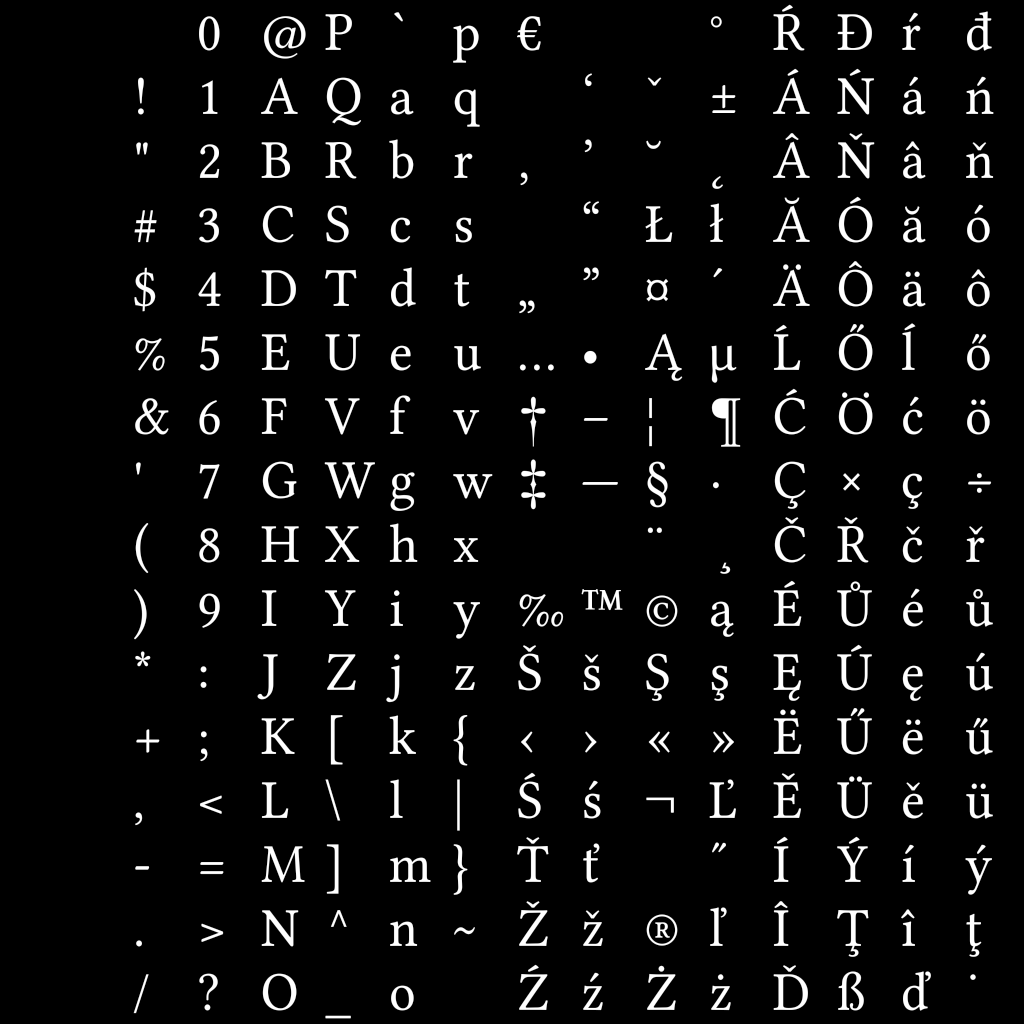 0 @ P ` p € ° Ŕ Đ ŕ đ
! 1 A Q a q ‘ ˇ ± Á Ń á ń
" 2 B R b r ‚ ’ ˘ ˛ Â Ň â ň
# 3 C S c s “ Ł ł Ă Ó ă ó
$ 4 D T d t „ ” ¤ ´ Ä Ô ä ô
% 5 E U e u … • Ą µ Ĺ Ő ĺ ő
& 6 F V f v † – ¦ ¶ Ć Ö ć ö
' 7 G W g w ‡ — § · Ç × ç ÷
( 8 H X h x ¨ ¸ Č Ř č ř
) 9 I Y i y ‰ ™ © ą É Ů é ů
* : J Z j z Š š Ş ş Ę Ú ę ú
+ ; K [ k { ‹ › « » Ë Ű ë ű
, < L \ l | Ś ś ¬ Ľ Ě Ü ě ü
- = M ] m } Ť ť ˝ Í Ý í ý
. > N ^ n ~ Ž ž ® ľ Î Ţ î ţ
/ ? O _ o Ź ź Ż ż Ď ß ď ˙